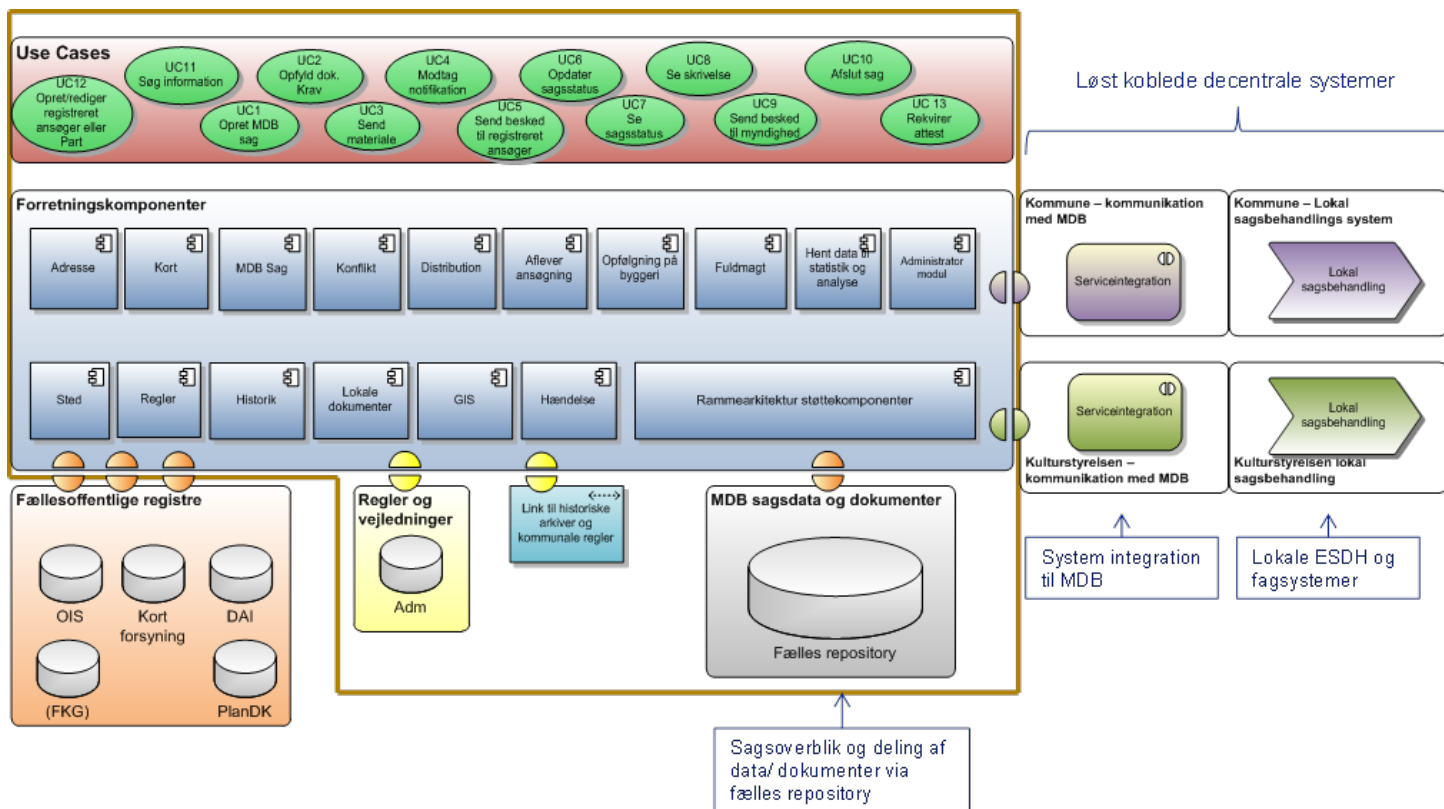 Use Cases
UC12
Opret/rediger
registreret
ansøger eller
Part
UC11
Søg information
UC1
Opret MDB
sag
UC2
Opfyld dok.
Krav
UC3
Send
materiale
UC4
Modtag
notifikation
UC5
Send besked
til registreret
ansøger
UC6
Opdater
sagsstatus
UC7
Se
sagsstatus
UC8
Se skrivelse
UC9
Send besked
til myndighed
UC10
Afslut sag
UC 13
Rekvirer
attest
Løst koblede decentrale systemer
Forretningskomponenter
Adresse
Kort
MDB Sag
Konflikt
Distribution
Aflever
ansøgning
Opfølgning på
byggeri
Fuldmagt
Hent data til
statistik og
analyse
Administrator
modul
Sted
Regler
Historik
Lokale
dokumenter
GIS
Hændelse
Rammearkitektur støttekomponenter
Kommune – kommunikation
med MDB
Serviceintegration
Kommune – Lokal
sagsbehandlings system
Lokal
sagsbehandling
Serviceintegration
Kulturstyrelsen –
kommunikation med MDB
Lokal
sagsbehandling
Kulturstyrelsen lokal
sagsbehandling
Fællesoffentlige registre
OIS
Kort
forsyning
DAI
(FKG)
PlanDK
Regler og
vejledninger
Adm
Link til historiske
arkiver og
kommunale regler
MDB sagsdata og dokumenter
Fælles repository
System integration
til MDB
Lokale ESDH og
fagsystemer
Sagsoverblik og deling af
data/ dokumenter via
fælles repository